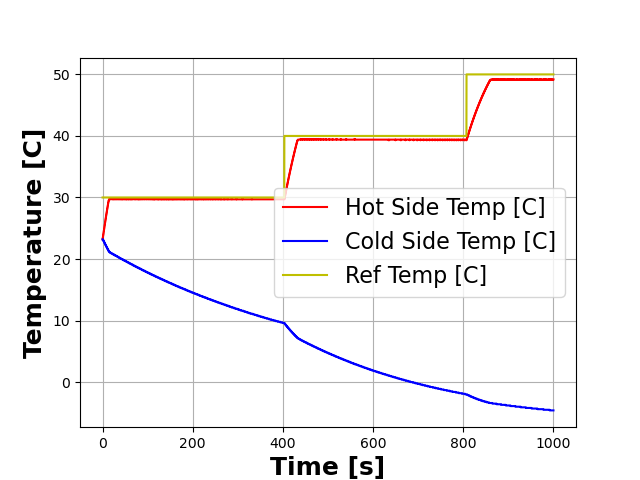 50
40
30
20
10
0
Temperature [C]
Hot Side Temp [C]
Cold Side Temp [C]
Ref Temp [C]
0 200 400 600 800 1000
Time [s]